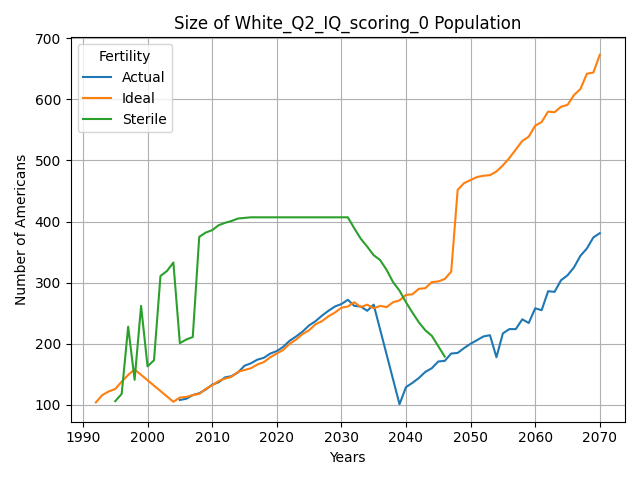 Size of White_Q2_IQ_scoring_0 Population
Number of Americans
700
600
500
400
300
200
100
Fertility
Actual
Ideal
Sterile
1990 2000 2010 2020 2030 2040 2050 2060 2070
Years